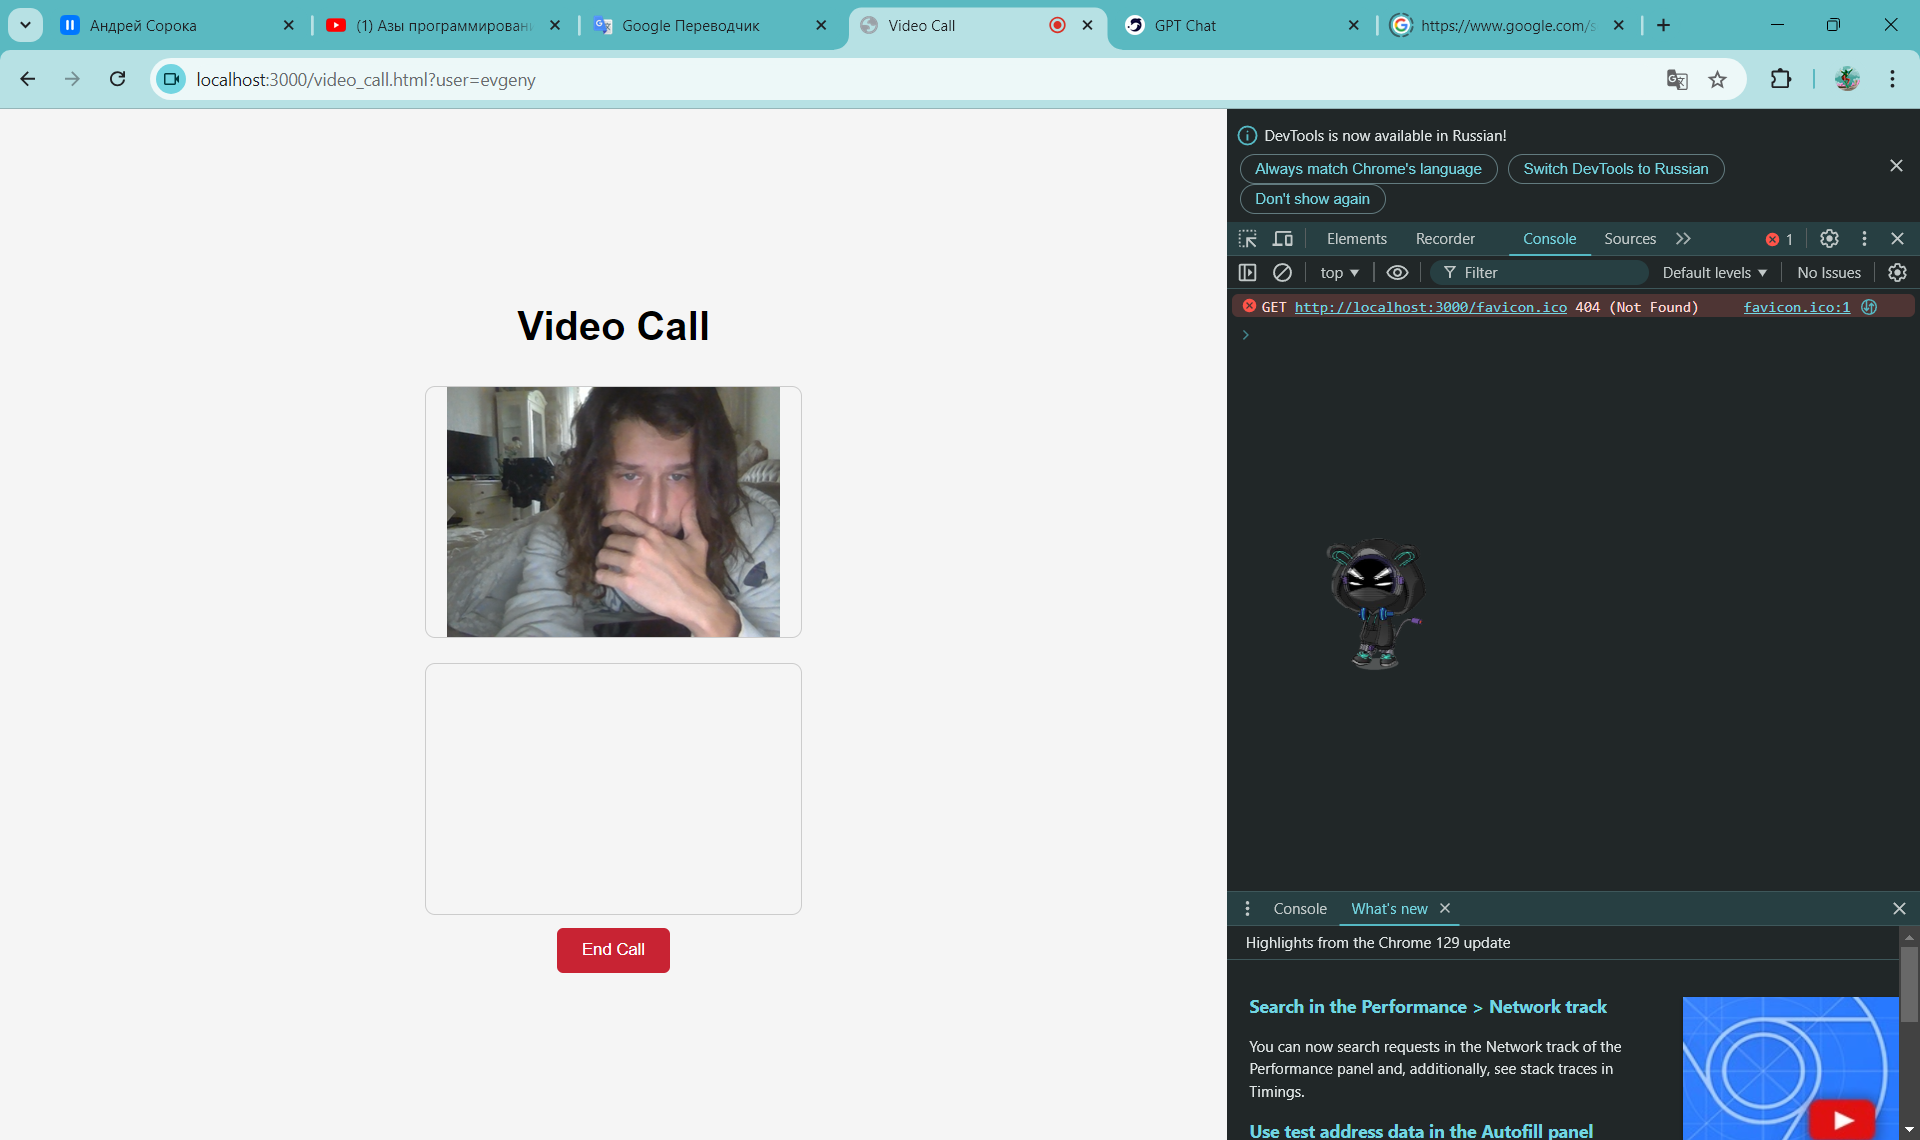 Андрей Сорока
(1) Азы программирован
Google Переводчик
Video Call
GPT Chat
https://www.google.com/s
localhost:3000/video_call.html?user=evgeny
Video Call
End Call
DevTools is now available in Russian!
Always match Chrome's language
Switch DevTools to Russian
Don't show again
Elements
Recorder
Console
Sources
1
top
Filter
Default levels
No Issues
GET http://localhost:3000/favicon.ico 404 (Not Found)
favicon.ico:1
Console
What's new
Highlights from the Chrome 129 update
Search in the Performance > Network track
You can now search requests in the Network track of the
Performance panel and, additionally, see stack traces in
Timings.
Use test address data in the Autofill panel